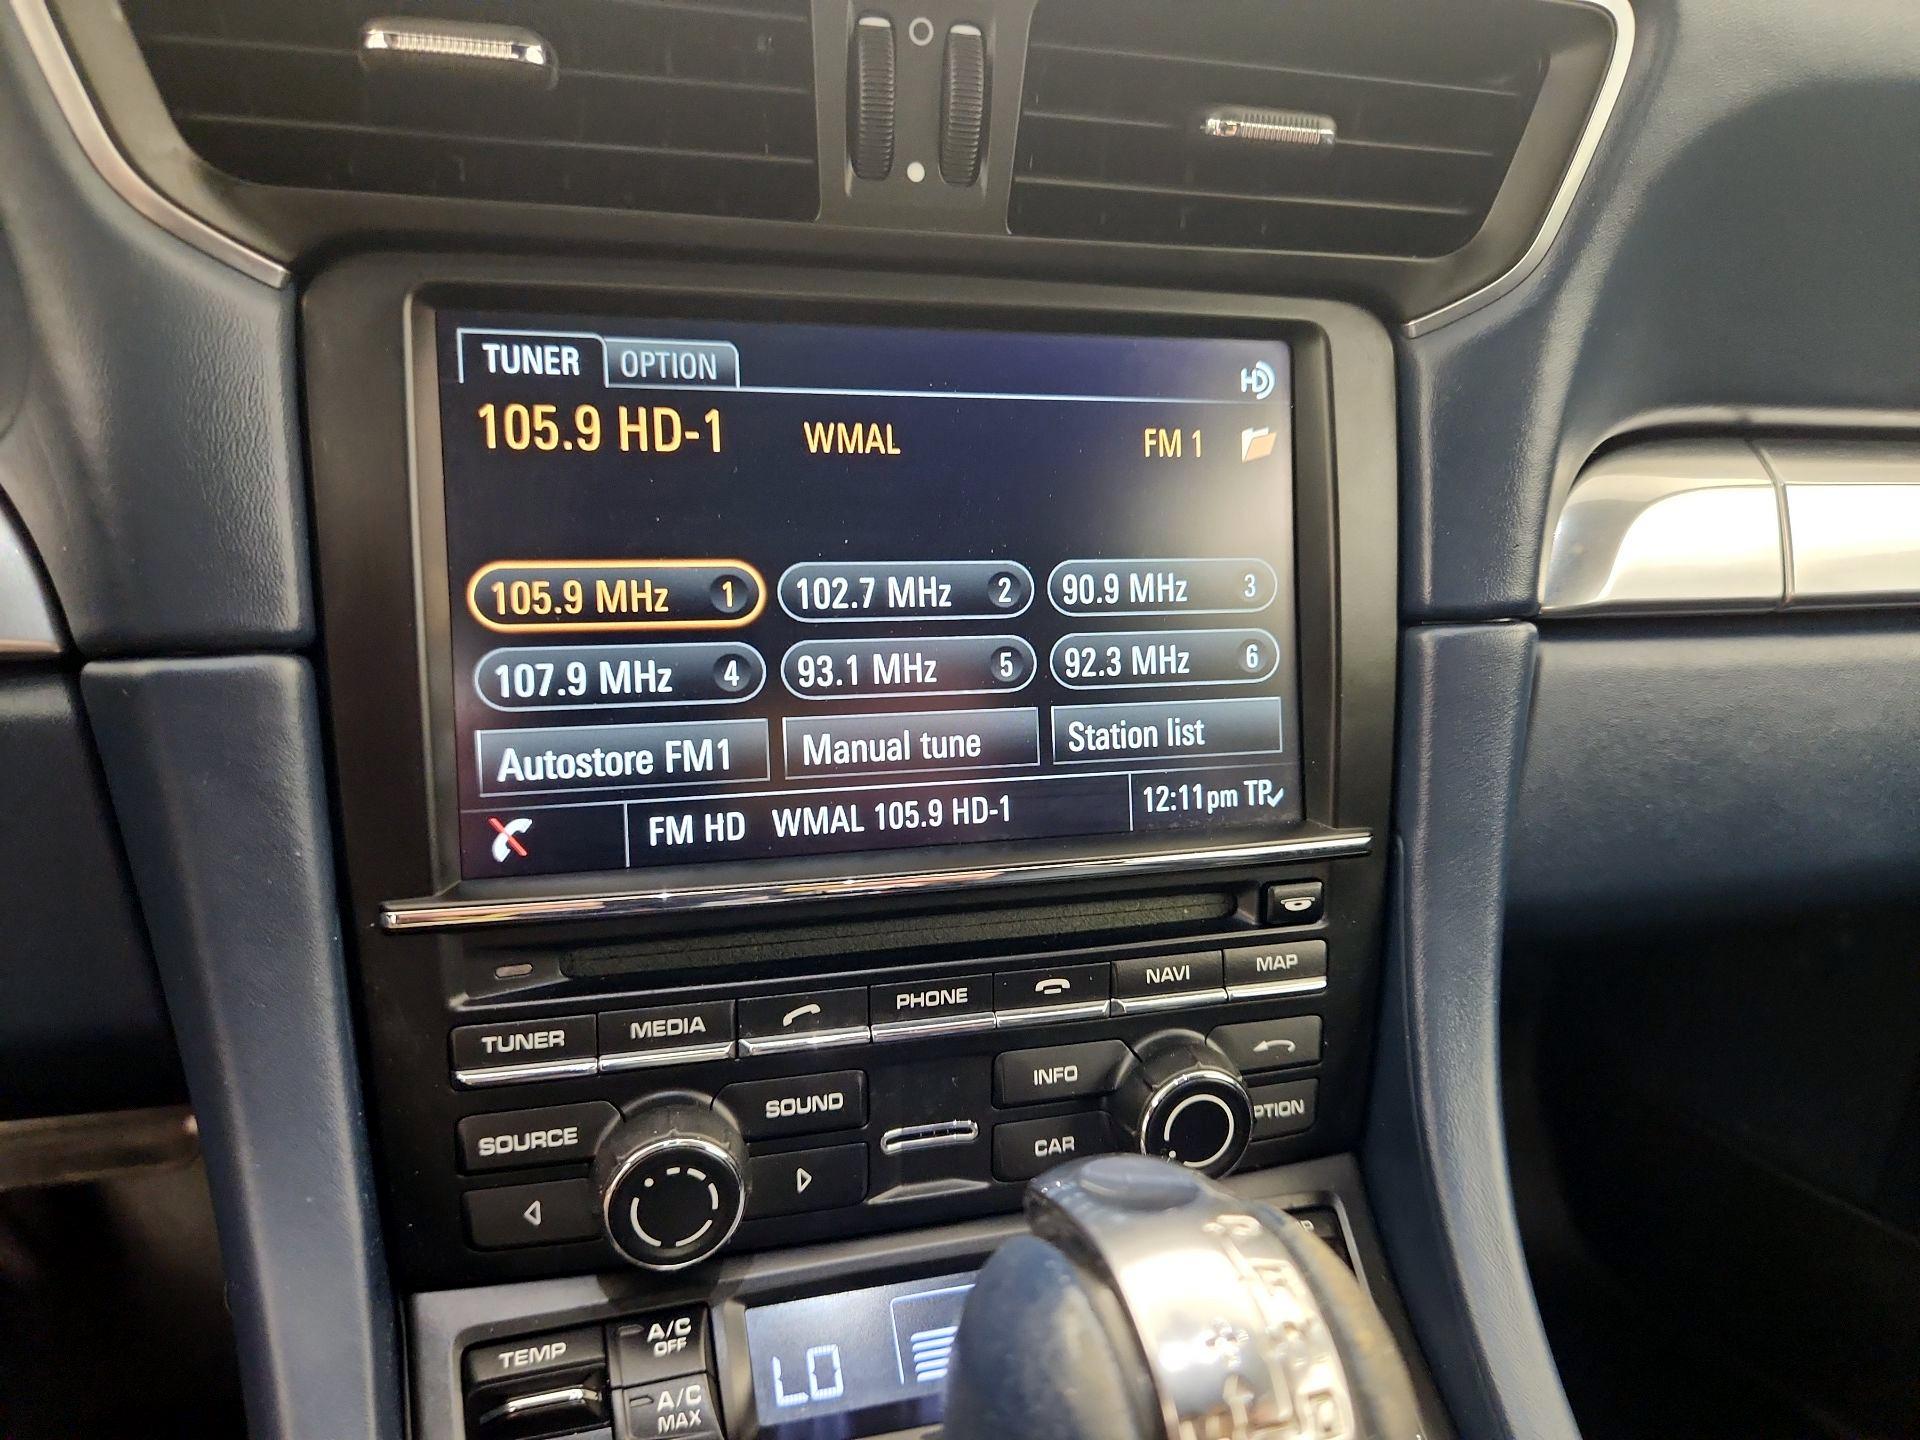 TUNER OPTION HD
105.9 HD-1 WMAL FM 1
105.9 MHz 1 102.7 MHz 2 90.9 MHz 3
107.9 MHz 4 93.1 MHz 5 92.3 MHz 6
Autostore FM1 Manual tune Station list
FM HD WMAL 105.9 HD-1 12:11pm TP
TUNER MEDIA PHONE NAVI MAP
SOURCE SOUND INFO
CAR PTION
TEMP A/C OFF LO
A/C MAX